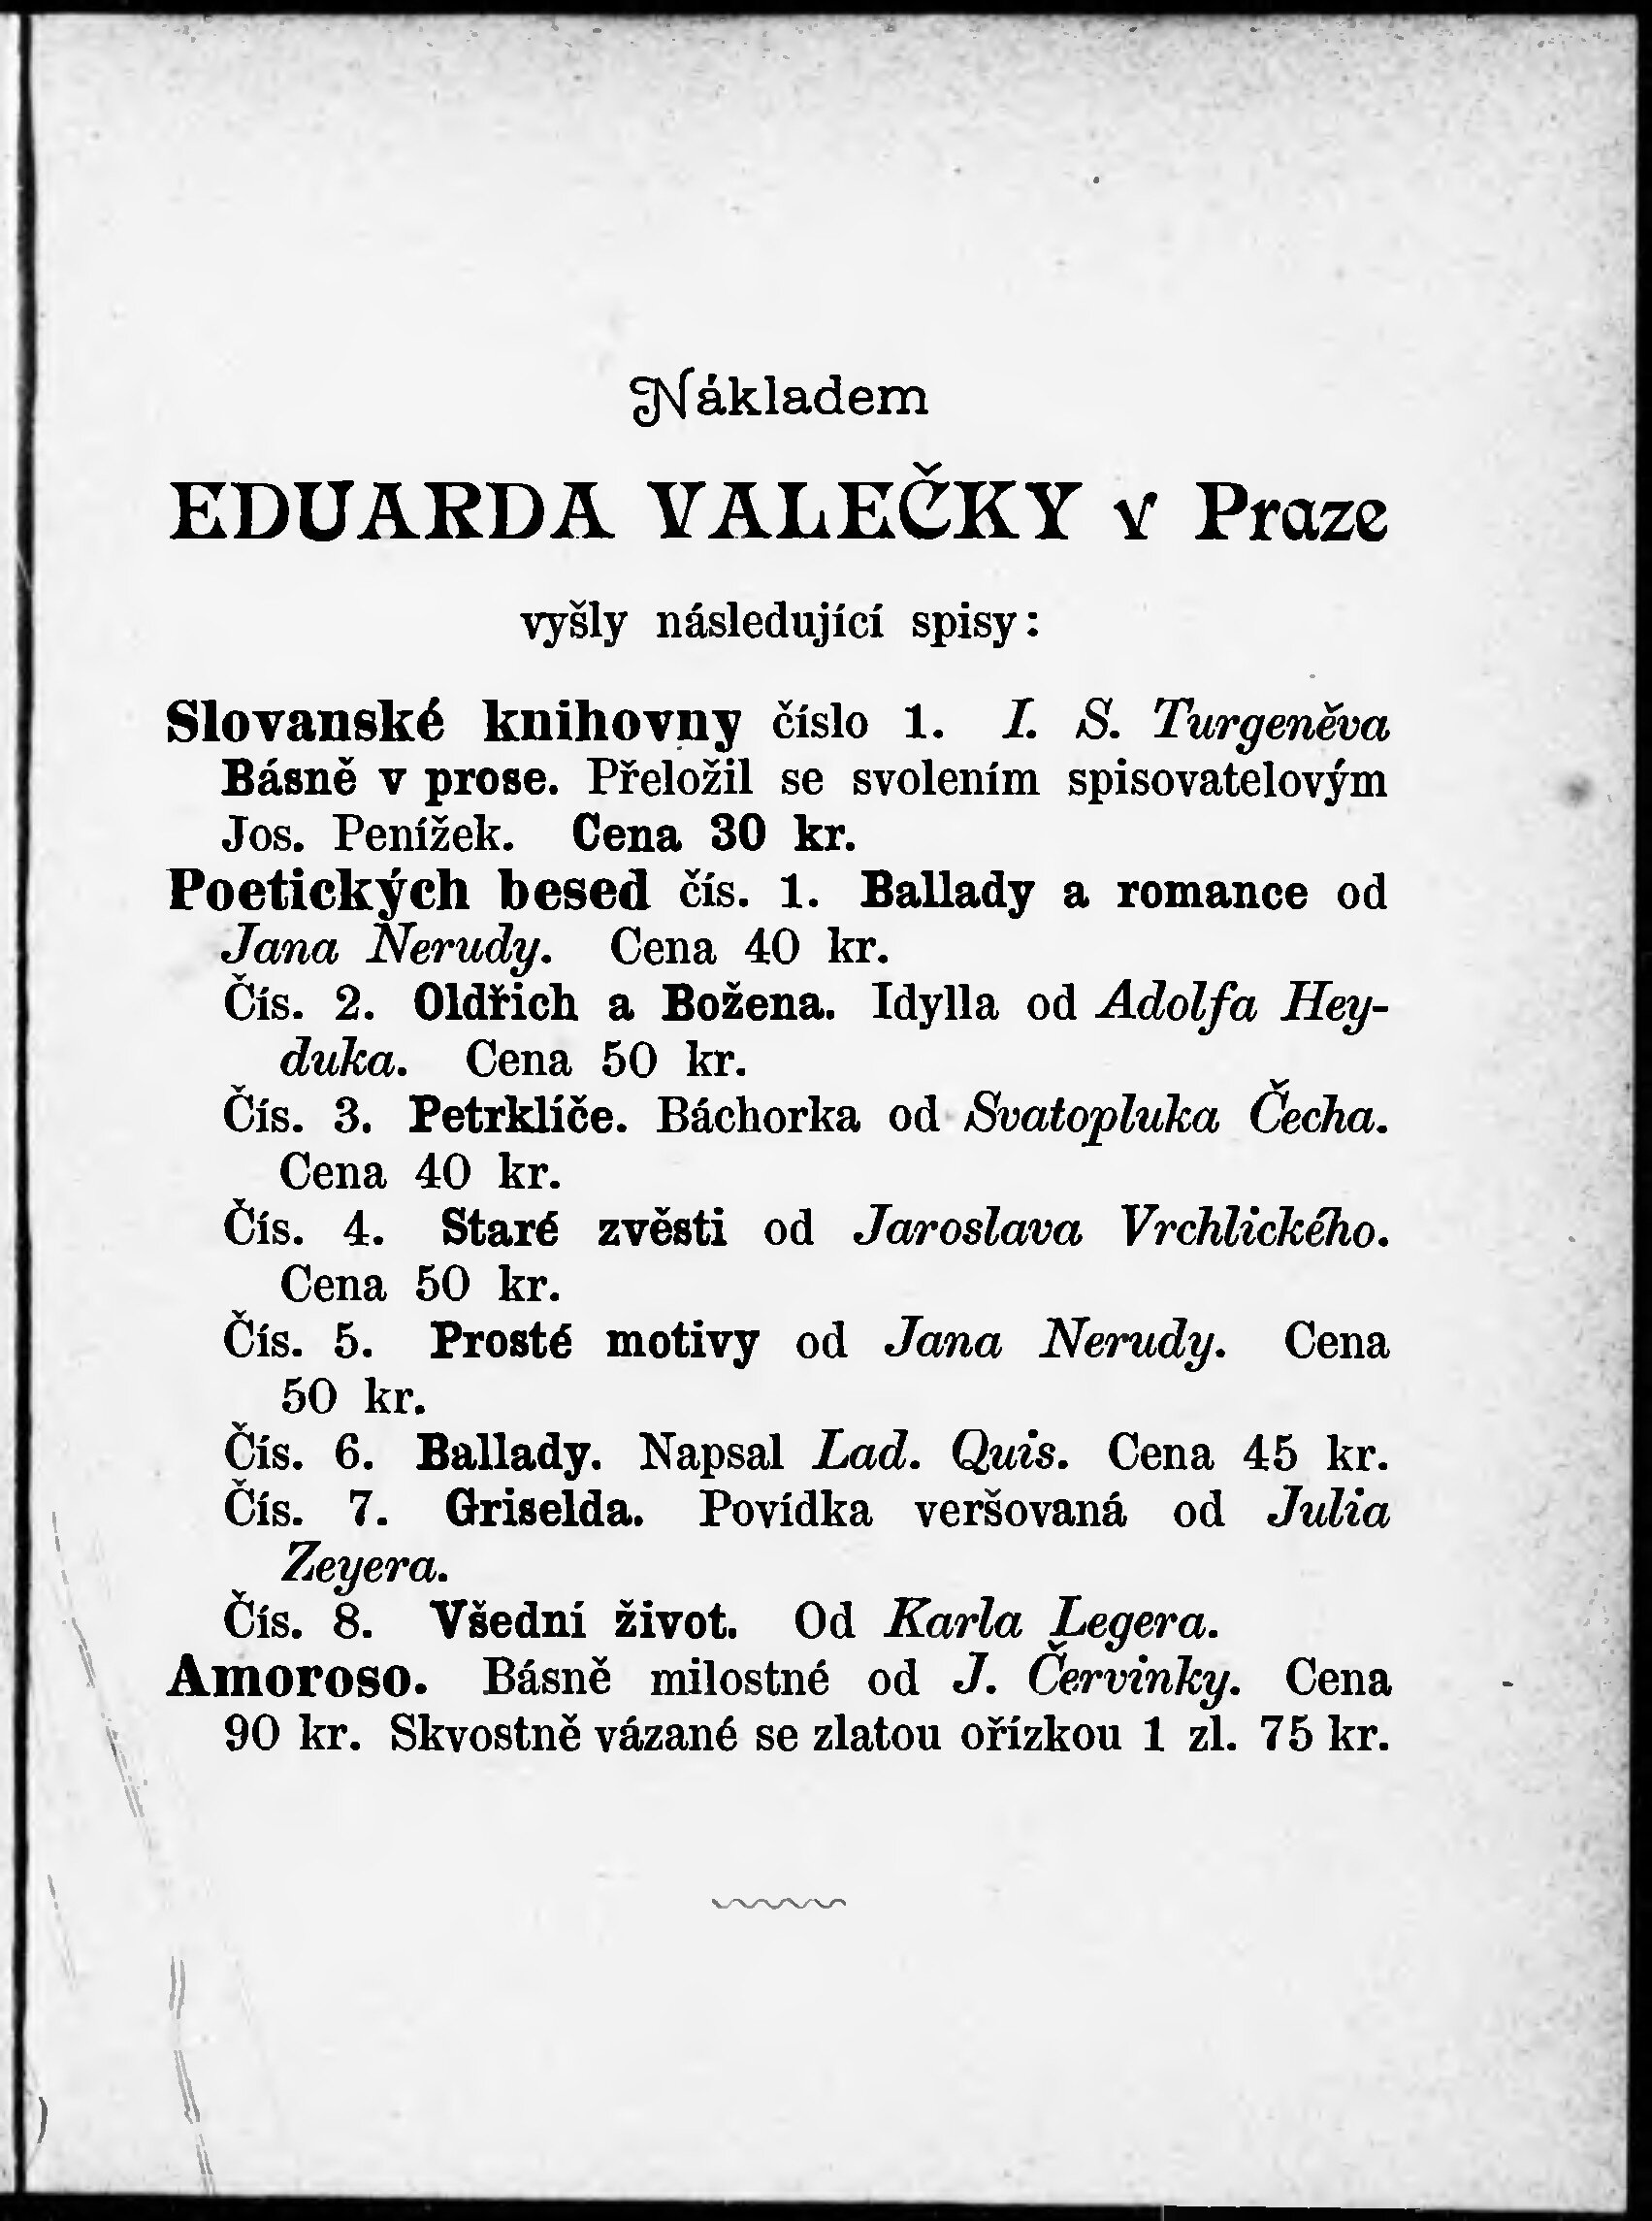 Nákladem
EDUARDA VALEČKY v Praze
vyšly následující spisy:
Slovanské knihovny číslo 1. I. S. Turgeněva
Básně v prose. Přeložil se svolením spisovatelovým
Jos. Penížek. Cena 30 kr.
Poetických besed čís. 1. Ballady a romance od
Jana Nerudy. Cena 40 kr.
Čís. 2. Oldřich a Božena. Idylla od Adolfa Hey-
duka. Cena 50 kr.
Čís. 3. Petrklíče. Báchorka od Svatopluka Čecha.
Cena 40 kr.
Čís. 4. Staré zvěsti od Jaroslava Vrchlického.
Cena 50 kr.
Čís. 5. Prosté motivy od Jana Nerudy. Cena
50 kr.
Čís. 6. Ballady. Napsal Lad. Quis. Cena 45 kr.
Čís. 7. Griselda. Povídka veršovaná od Julia
Zeyera.
Čís. 8. Všední život. Od Karla Legera.
Amoroso. Básně milostné od J. Červinky. Cena
90 kr. Skvostně vázané se zlatou ořízkou 1 zl. 75 kr.